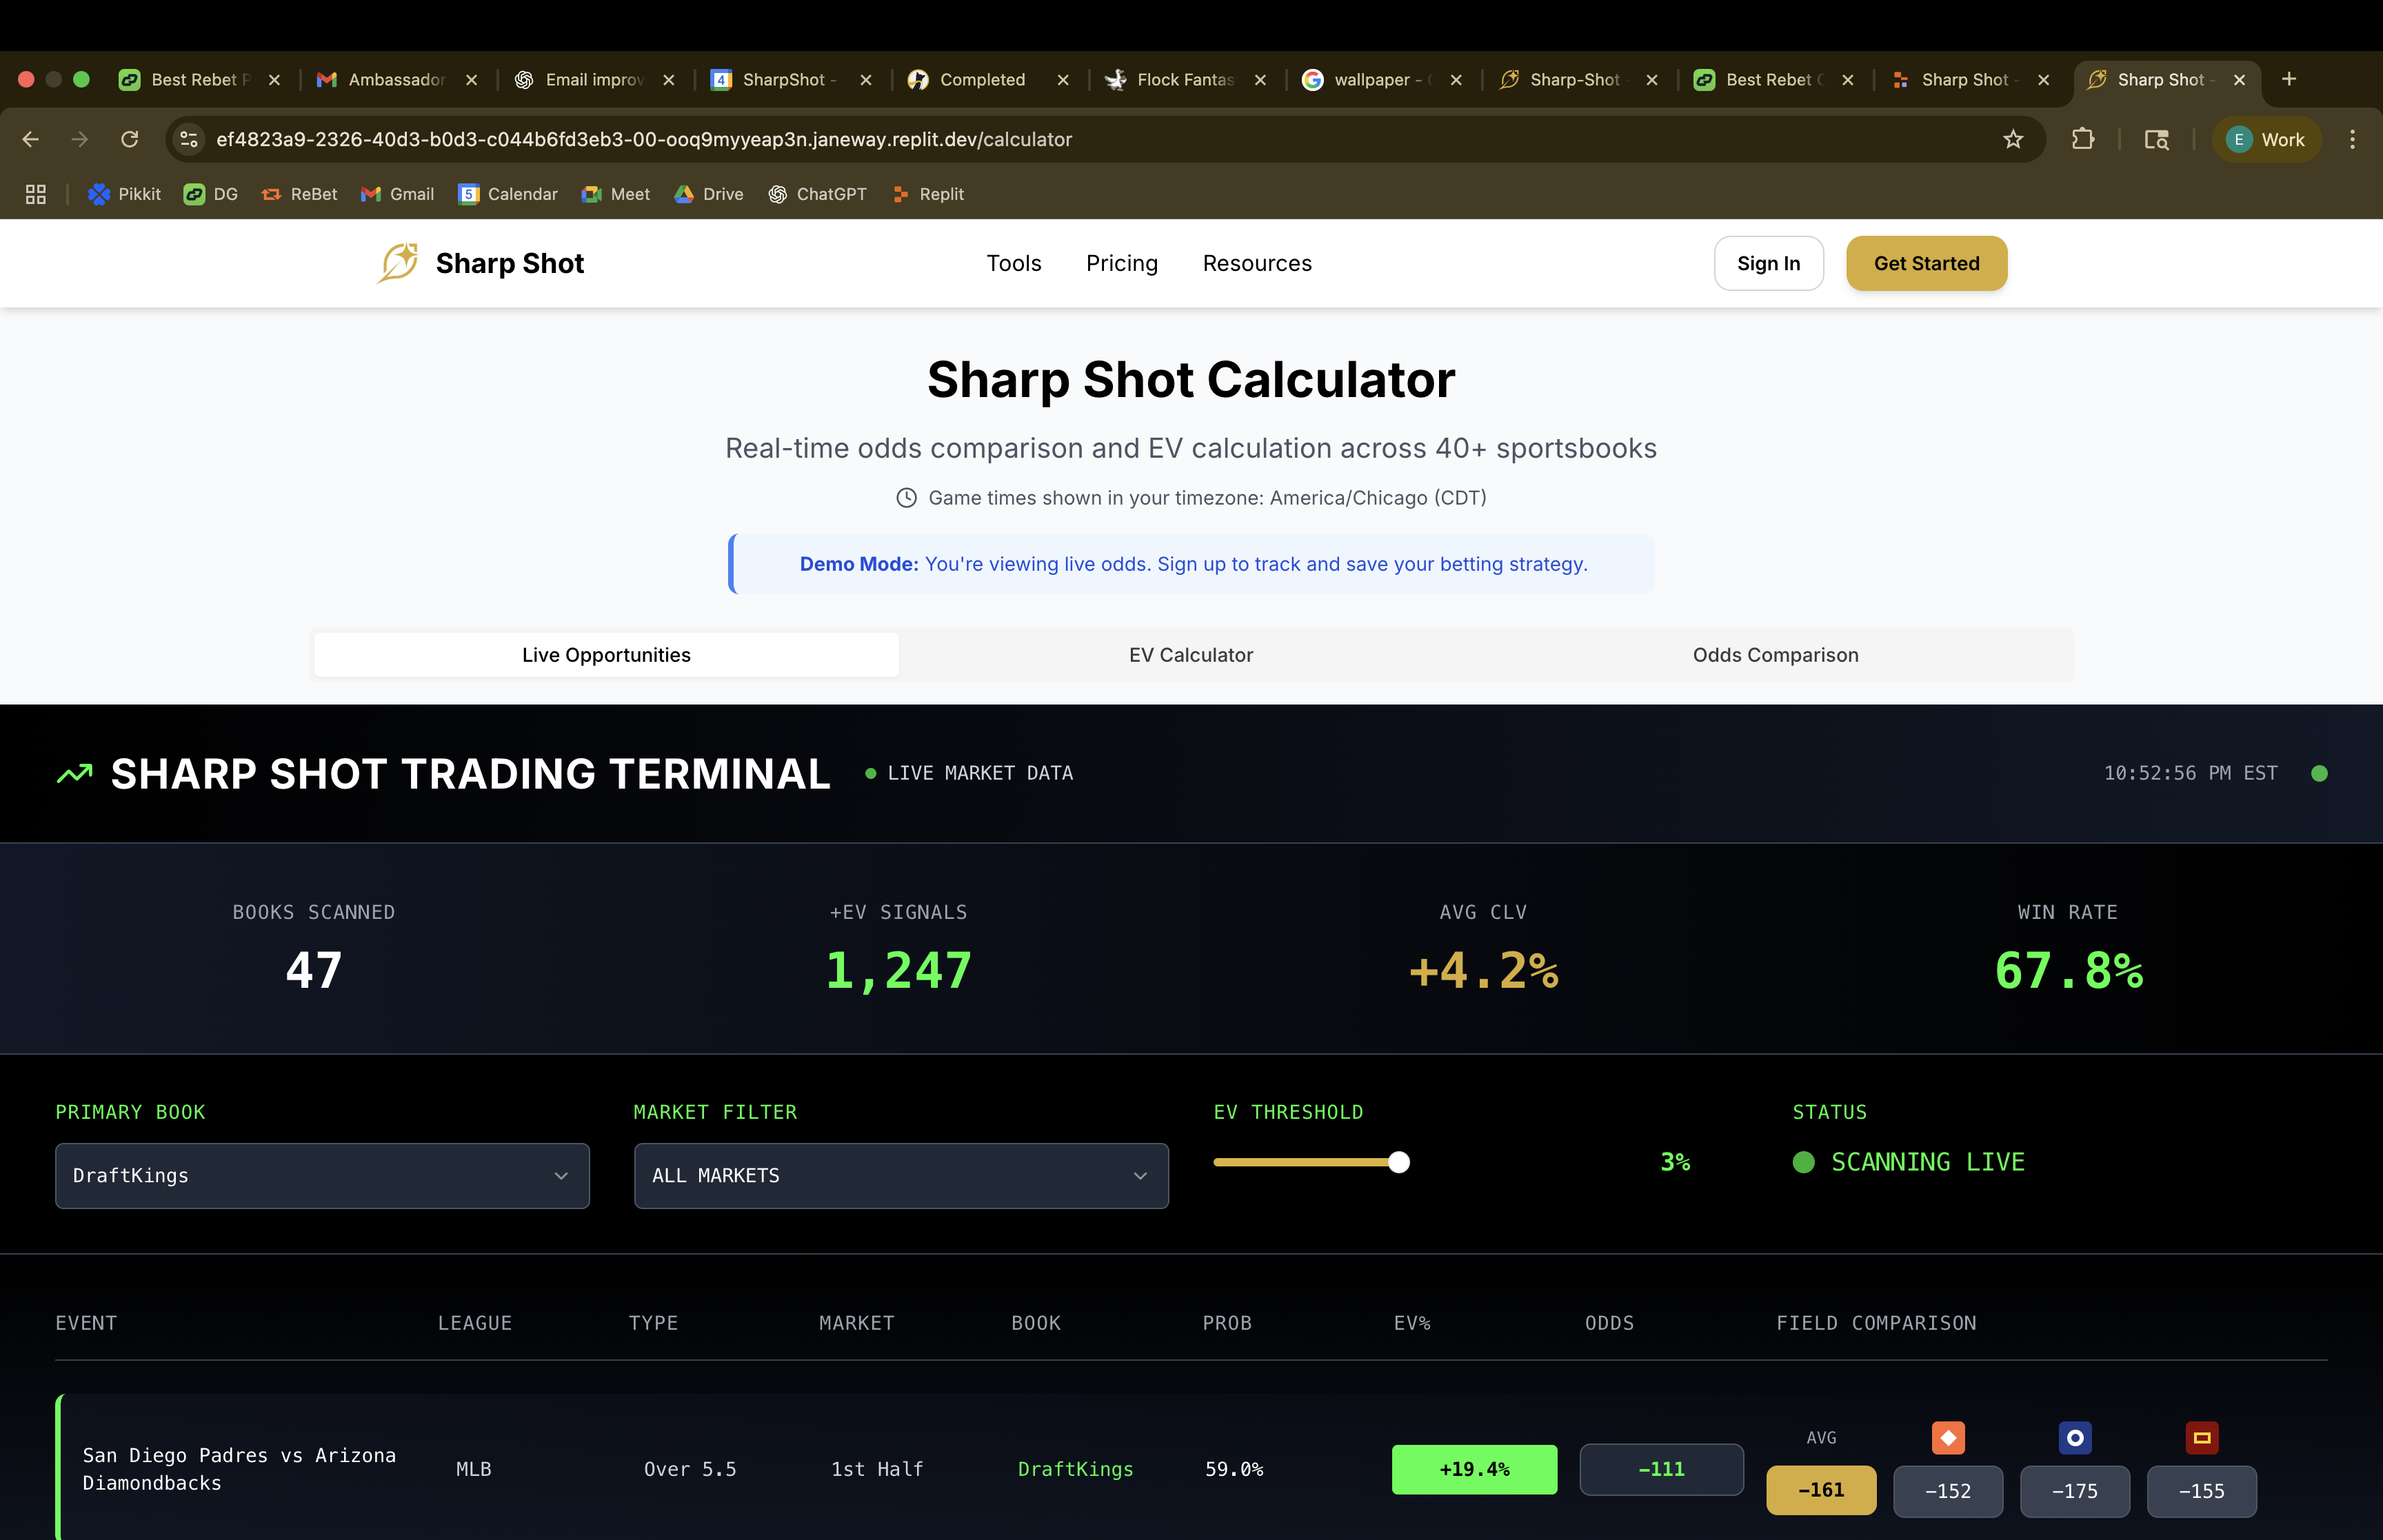 Best Rebet P
Ambassador
Email improv
SharpShot -
Completed
Flock Fantas
wallpaper -
Sharp-Shot
Best Rebet
Sharp Shot -
Sharp Shot -
ef4823a9-2326-40d3-b0d3-c044b6fd3eb3-00-ooq9myyeap3n.janeway.replit.dev/calculator
E Work
Pikkit
DG
ReBet
Gmail
Calendar
Meet
Drive
ChatGPT
Replit
Sharp Shot
Tools
Pricing
Resources
Sign In
Get Started
Sharp Shot Calculator
Real-time odds comparison and EV calculation across 40+ sportsbooks
Game times shown in your timezone: America/Chicago (CDT)
Demo Mode: You're viewing live odds. Sign up to track and save your betting strategy.
Live Opportunities
EV Calculator
Odds Comparison
SHARP SHOT TRADING TERMINAL
LIVE MARKET DATA
10:52:56 PM EST
BOOKS SCANNED
47
+EV SIGNALS
1,247
AVG CLV
+4.2%
WIN RATE
67.8%
PRIMARY BOOK
DraftKings
MARKET FILTER
ALL MARKETS
EV THRESHOLD
3%
STATUS
SCANNING LIVE
EVENT
LEAGUE
TYPE
MARKET
BOOK
PROB
EV%
ODDS
FIELD COMPARISON
San Diego Padres vs Arizona
Diamondbacks
MLB
Over 5.5
1st Half
DraftKings
59.0%
+19.4%
-111
AVG
-161
-152
-175
-155